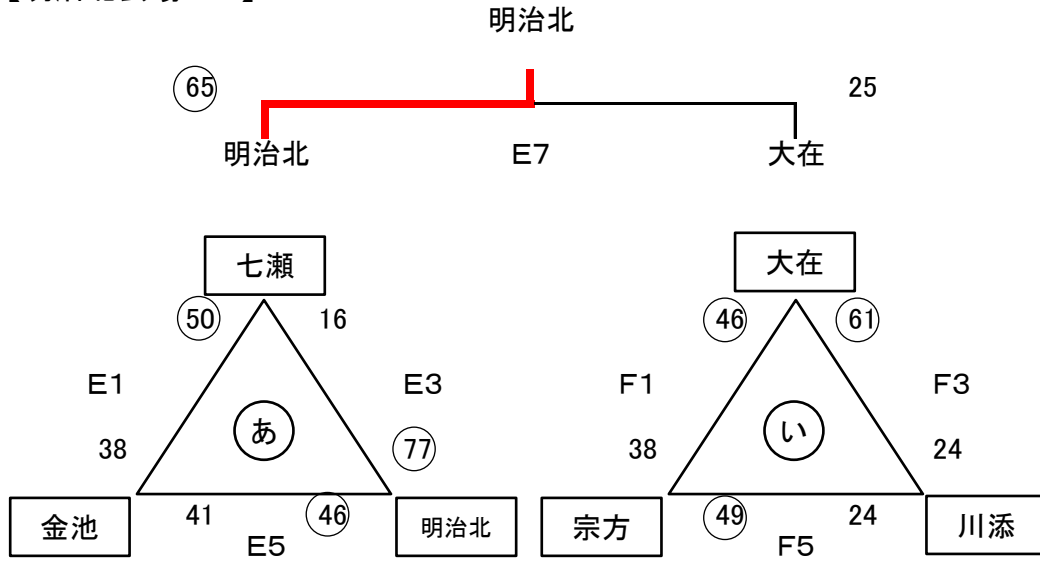 明治北
65 25
明治北 E7 大在
七瀬 大在
50 16 46 61
E1 E3 F1 F3
あ い
38 77 38 24
41 46 49 24
金池 明治北 宗方 川添
E5 F5